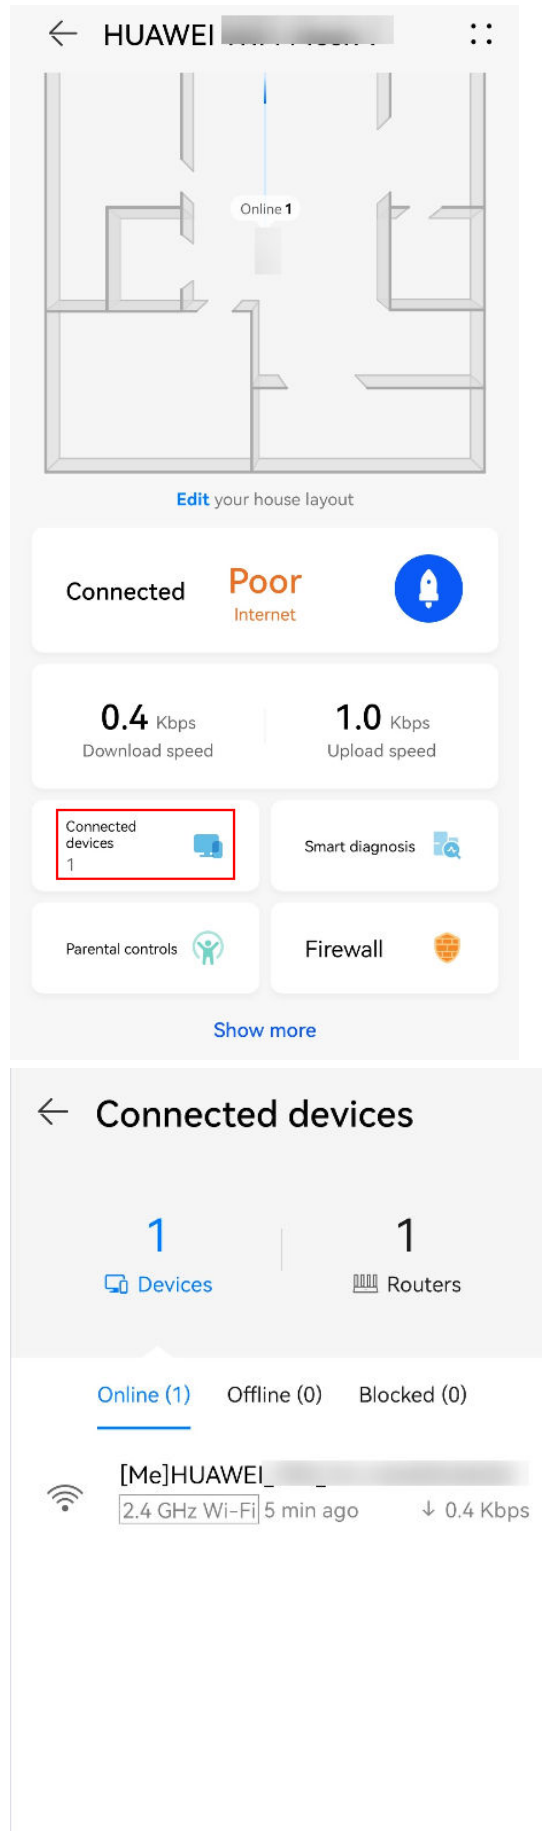 HUAWEI
Online 1
Edit your house layout
Connected
Poor
Internet
0.4 Kbps
Download speed
1.0 Kbps
Upload speed
Connected
devices
1
Smart diagnosis
Parental controls
Firewall
Show more
Connected devices
1
Devices
1
Routers
Online (1)
Offline (0)
Blocked (0)
[Me]HUAWEI_
2.4 GHz Wi-Fi 5 min ago
↓ 0.4 Kbps